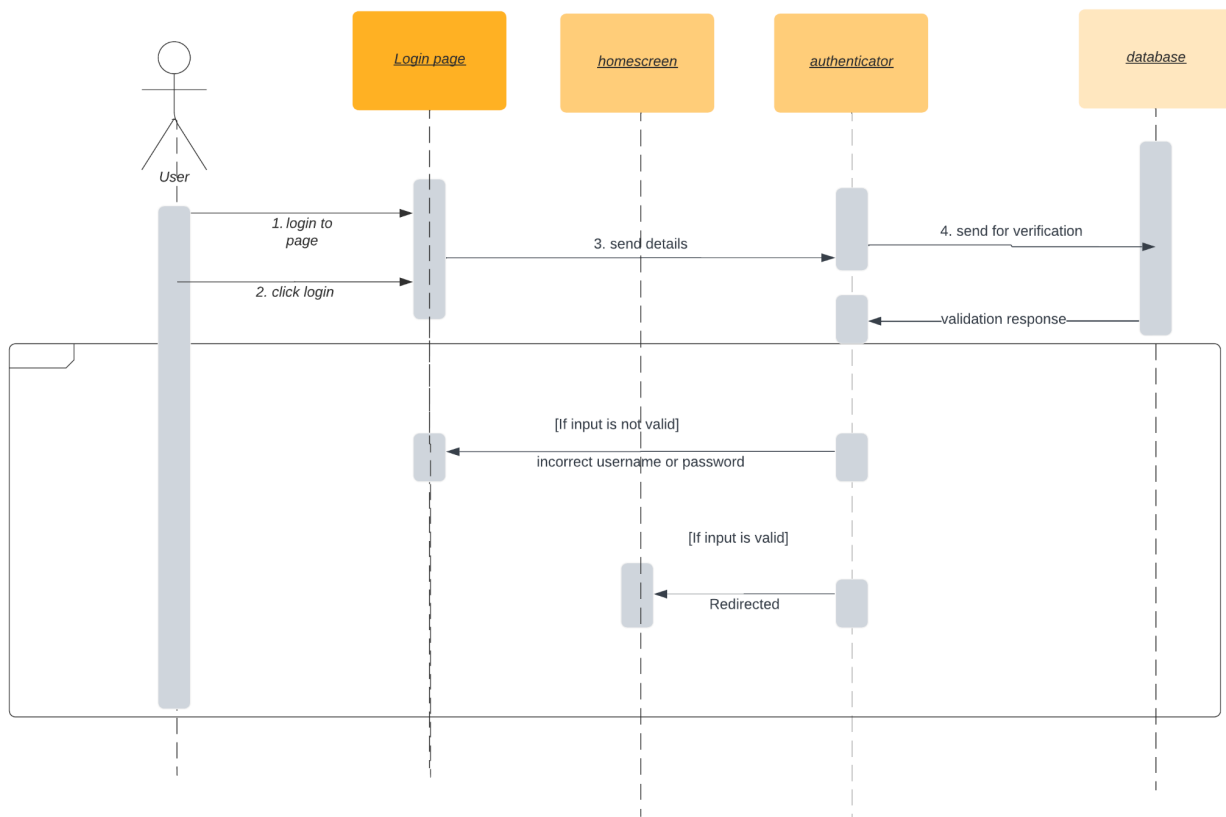 Login page
homescreen
authenticator
database
User
1. login to
page
3. send details
4. send for verification
2. click login
validation response
[If input is not valid]
incorrect username or password
[If input is valid]
Redirected